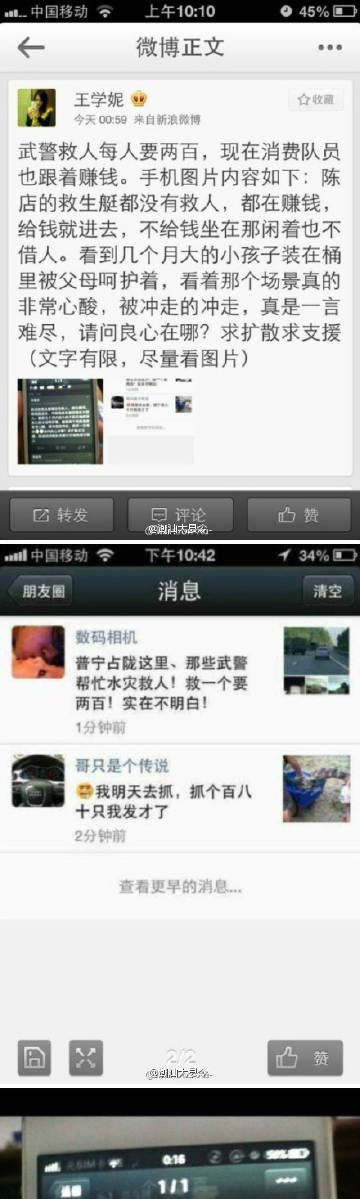 中国移动 上午10:10 45%
微博正文
王学妮
收藏
今天 00:59 来自新浪微博
武警救人每人要两百，现在消费队员
也跟着赚钱。手机图片内容如下：陈
店的救生艇都没有救人，都在赚钱，
给钱就进去，不给钱坐在那闲着也不
借人。看到几个月大的小孩子装在桶
里被父母呵护着，看着那个场景真的
非常心酸，被冲走的冲走，真是一言
难尽，请问良心在哪？求扩散求支援
（文字有限，尽量看图片）
转发 评论 赞
中国移动 下午10:42 34%
朋友圈 消息 清空
数码相机
普宁占陇这里、那些武警
帮忙水灾救人！救一个要
两百！实在不明白！
1分钟前
哥只是个传说
我明天去抓，抓个百八
十只我发才了
2分钟前
查看更早的消息...
2/2
赞
0:16
1/1